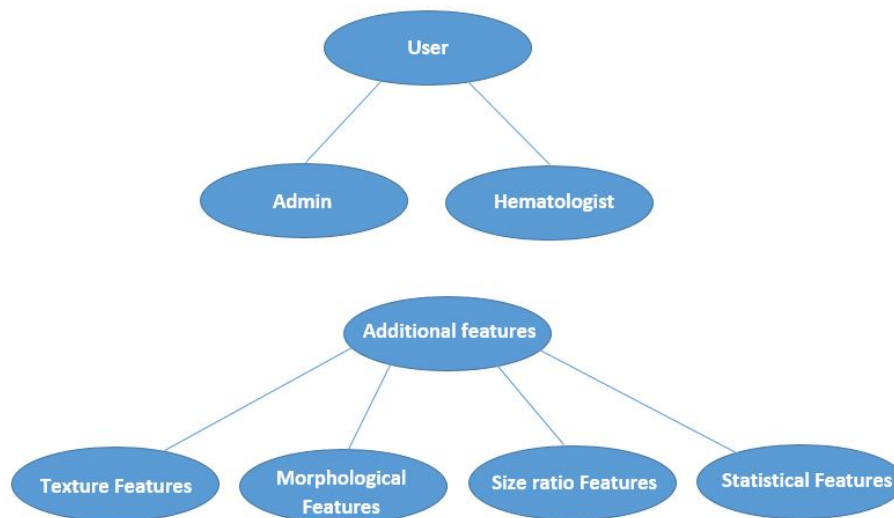 User
Admin
Hematologist
Additional features
Texture Features
Morphological
Features
Size ratio Features
Statistical Features